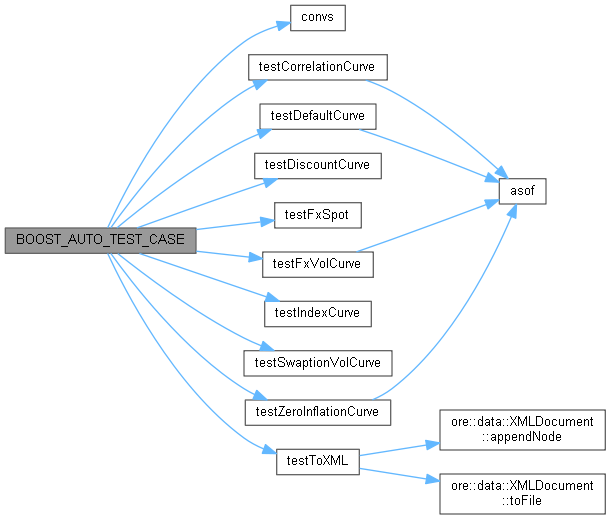 convs
testCorrelationCurve
testDefaultCurve
testDiscountCurve
asof
testFxSpot
BOOST_AUTO_TEST_CASE
testFxVolCurve
testIndexCurve
testSwaptionVolCurve
testZeroInflationCurve
ore::data::XMLDocument
::appendNode
testToXML
ore::data::XMLDocument
::toFile